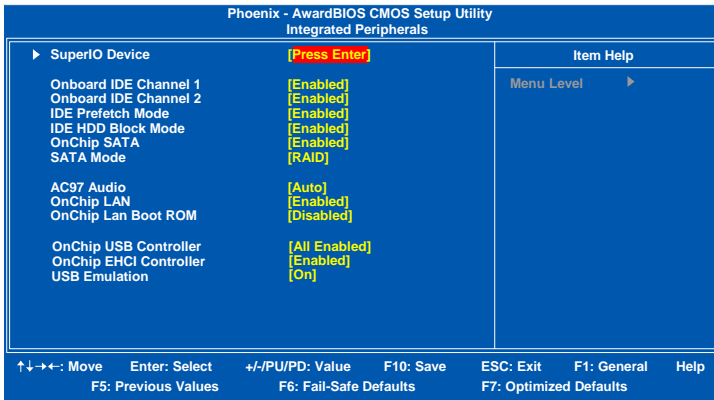 Phoenix - AwardBIOS CMOS Setup Utility
Integrated Peripherals
SuperIO Device [Press Enter]
Item Help
Onboard IDE Channel 1 [Enabled]
Menu Level
Onboard IDE Channel 2 [Enabled]
IDE Prefetch Mode [Enabled]
IDE HDD Block Mode [Enabled]
OnChip SATA [Enabled]
SATA Mode [RAID]
AC97 Audio [Auto]
OnChip LAN [Enabled]
OnChip Lan Boot ROM [Disabled]
OnChip USB Controller [All Enabled]
OnChip EHCI Controller [Enabled]
USB Emulation [On]
↑↓→←: Move Enter: Select +/-/PU/PD: Value F10: Save ESC: Exit F1: General Help
F5: Previous Values F6: Fail-Safe Defaults F7: Optimized Defaults